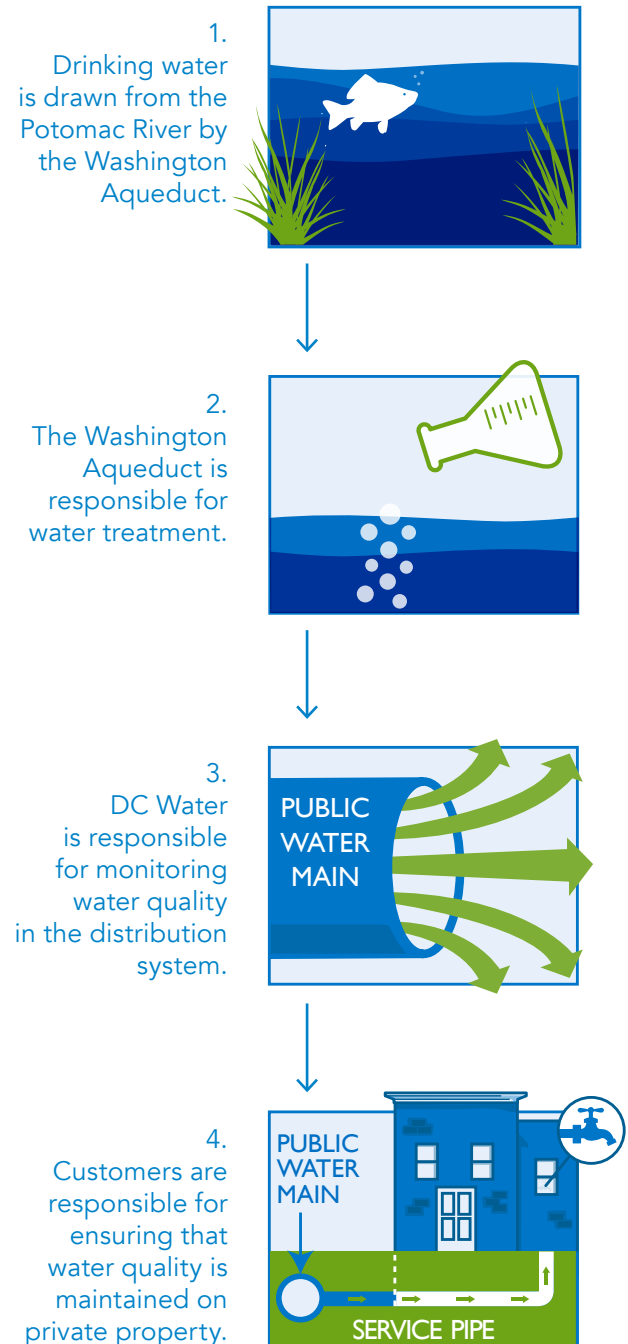 1.
Drinking water
is drawn from the
Potomac River by
the Washington
Aqueduct.
2.
The Washington
Aqueduct is
responsible for
water treatment.
3.
DC Water
is responsible
for monitoring
water quality
in the distribution
system.
PUBLIC
WATER
MAIN
4.
Customers are
responsible for
ensuring that
water quality is
maintained on
private property.
PUBLIC
WATER
MAIN
SERVICE PIPE